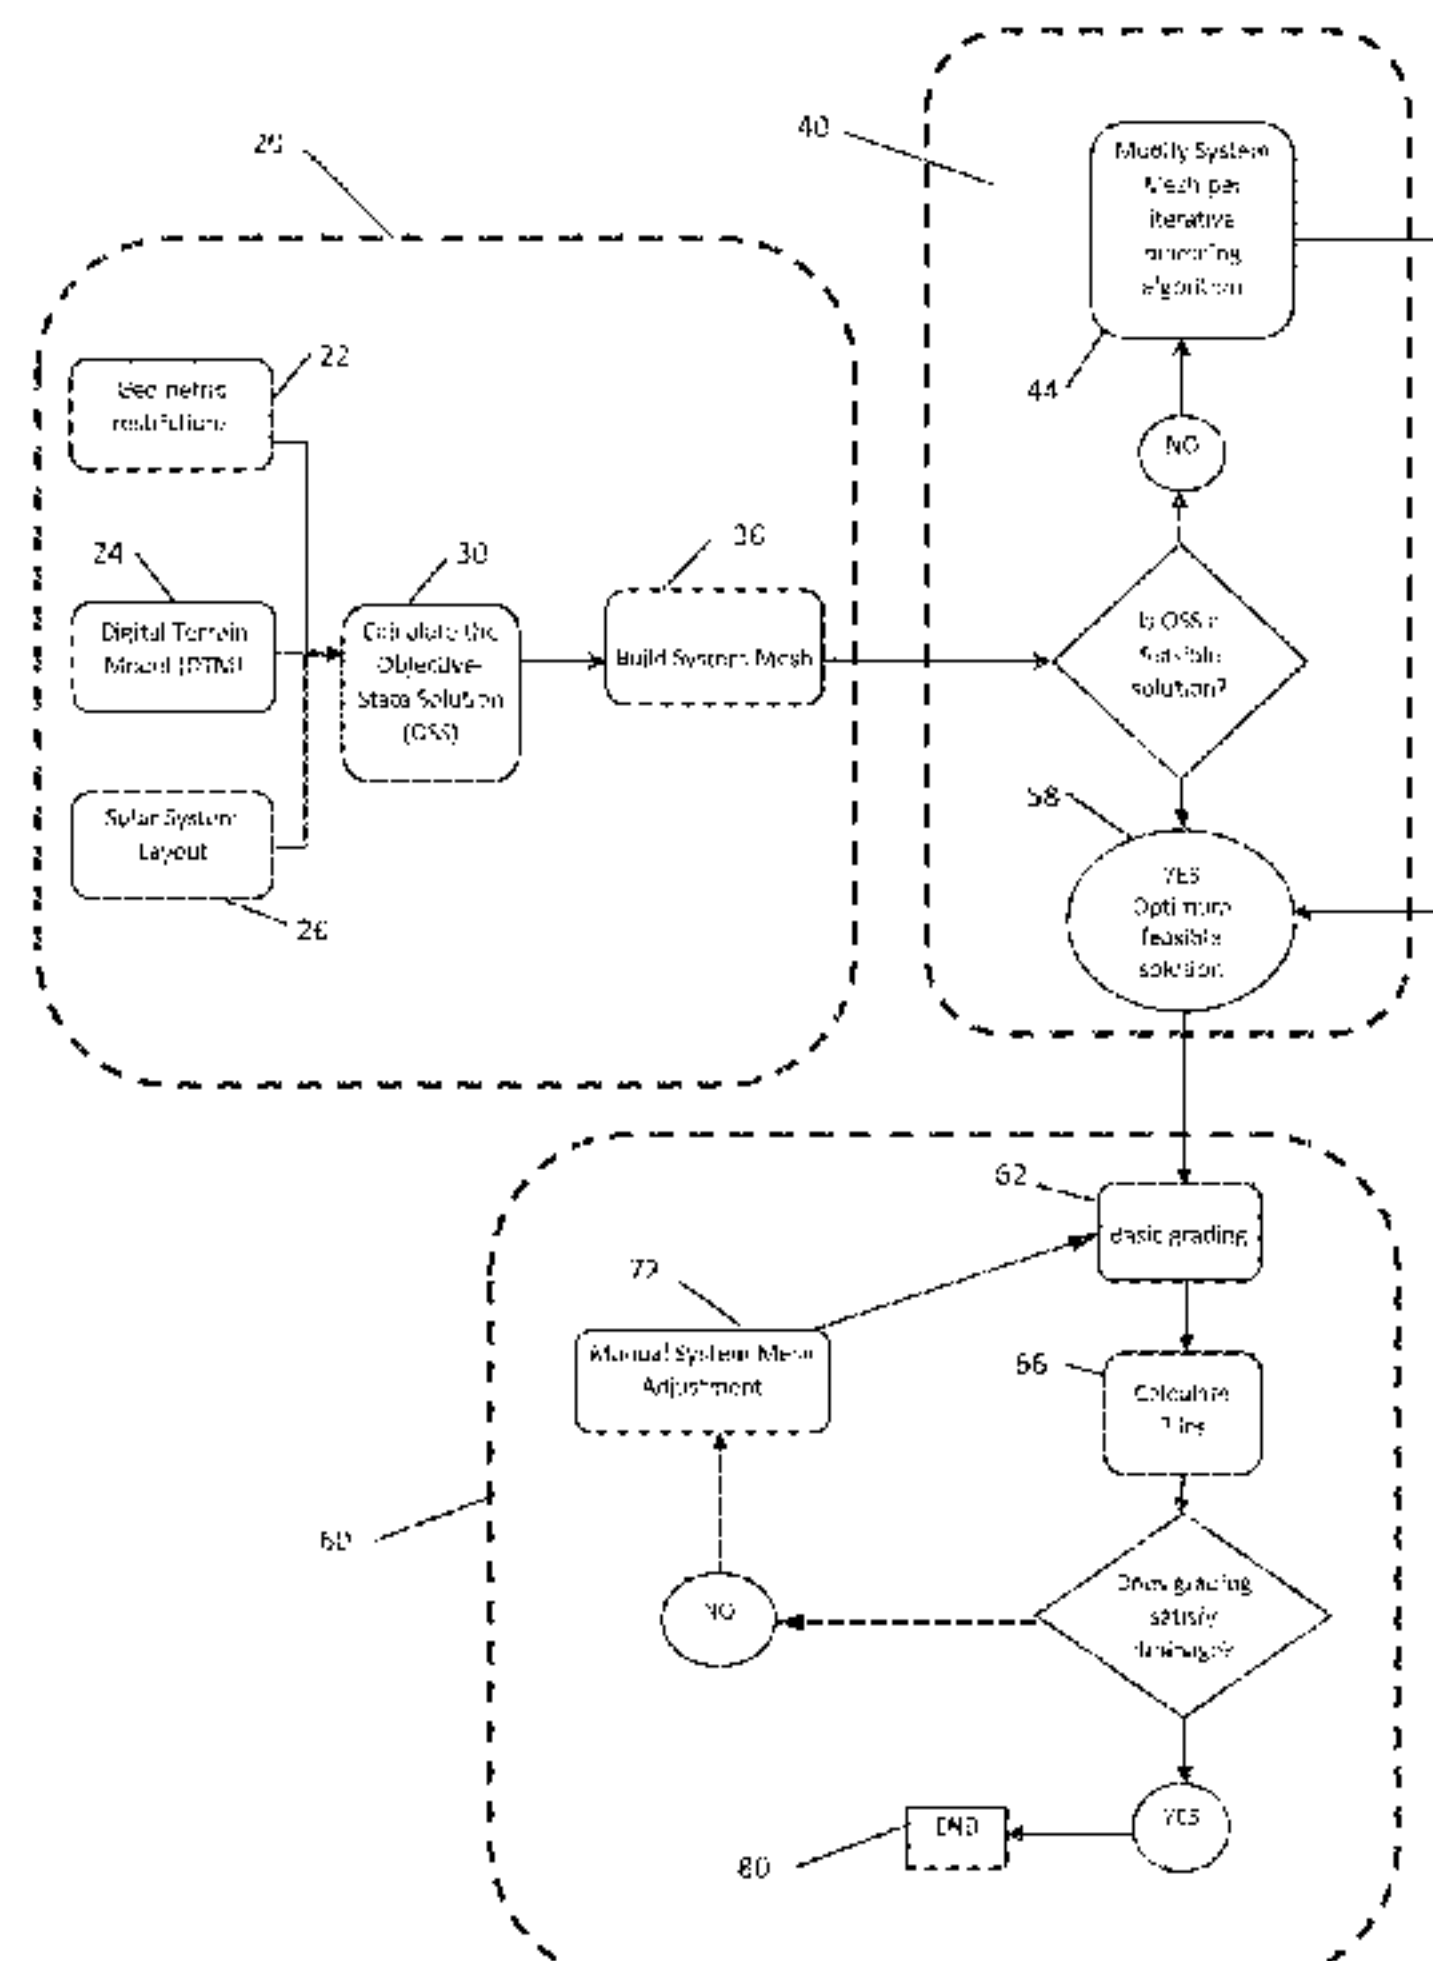 20
22
Geometric
restrictions
24
Digital Terrain
Model (DTM)
Solar System
Layout
26
30
Calculate the
Objective-
State Solution
(OSS)
36
Build System Mesh
40
Modify System
Mesh per
iterative
algorithm
44
NO
Is OSS a
feasible
solution?
58
YES
Optimum
feasible
solution
62
Basic grading
66
Calculate
72
Manual System Mesh
Adjustment
60
NO
Does grading
satisfy
drainage?
YES
END
80